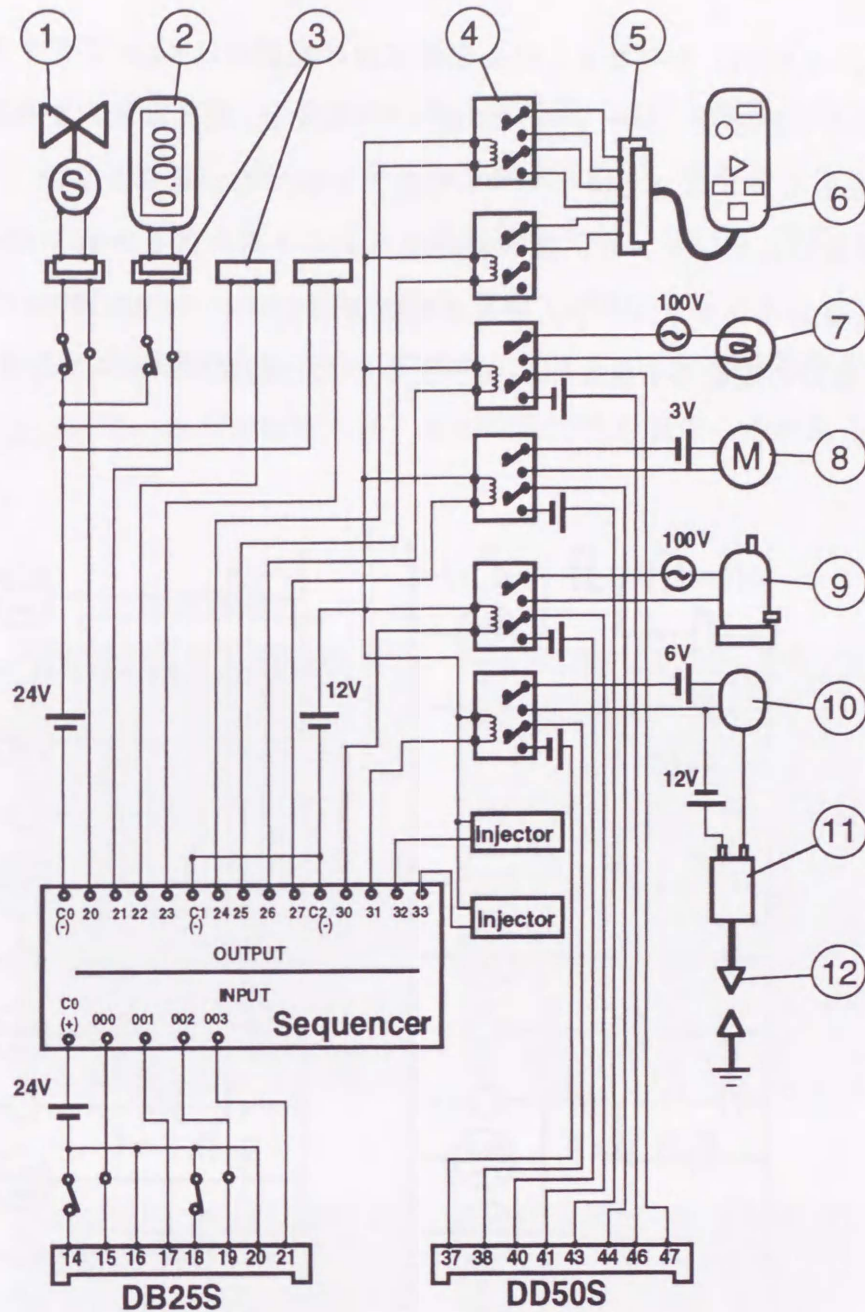 1 2 3 4 5
0.000
S
6
100V
7
3V
M
8
100V
9
6V
10
24V
12V
12V
11
Injector
Injector
C0 20 21 22 23 C1 24 25 26 27 C2 30 31 32 33
(-) (-) (-)
OUTPUT
12
INPUT
C0 000 001 002 003
(+)
Sequencer
24V
14 15 16 17 18 19 20 21
37 38 40 41 43 44 46 47
DB25S
DD50S